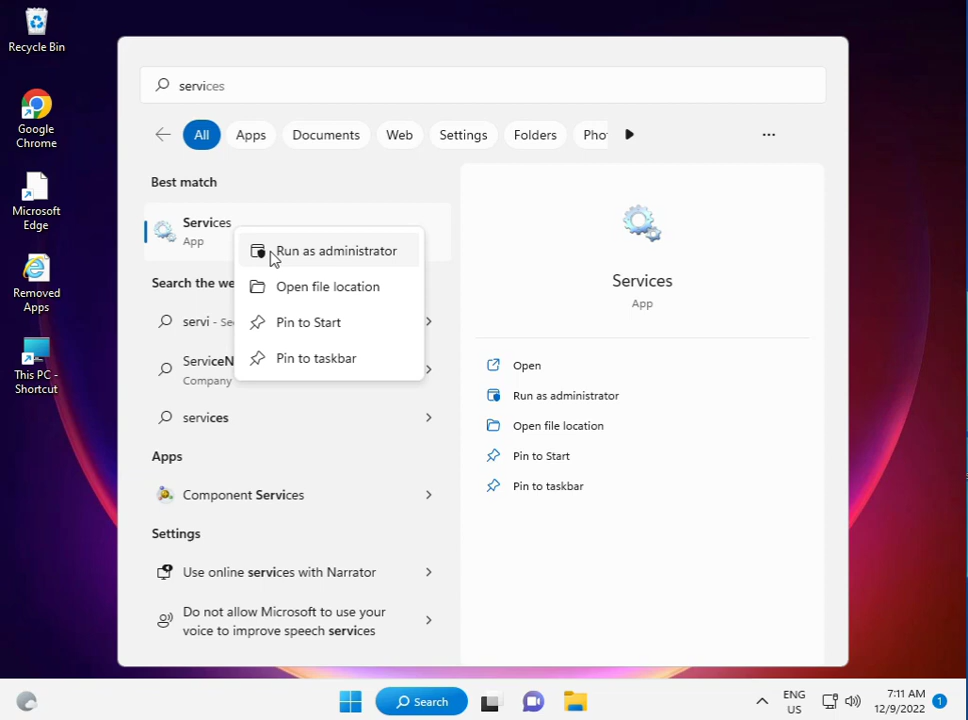 Recycle Bin
Google
Chrome
Microsoft
Edge
Removed
Apps
This PC -
Shortcut
services
All
Apps
Documents
Web
Settings
Folders
Pho
Best match
Services
App
Run as administrator
Open file location
Pin to Start
Pin to taskbar
Search the we
servi - Se
ServiceN
Company
services
Apps
Component Services
Settings
Use online services with Narrator
Do not allow Microsoft to use your
voice to improve speech services
Services
App
Open
Run as administrator
Open file location
Pin to Start
Pin to taskbar
Search
ENG
US
7:11 AM
12/9/2022
1